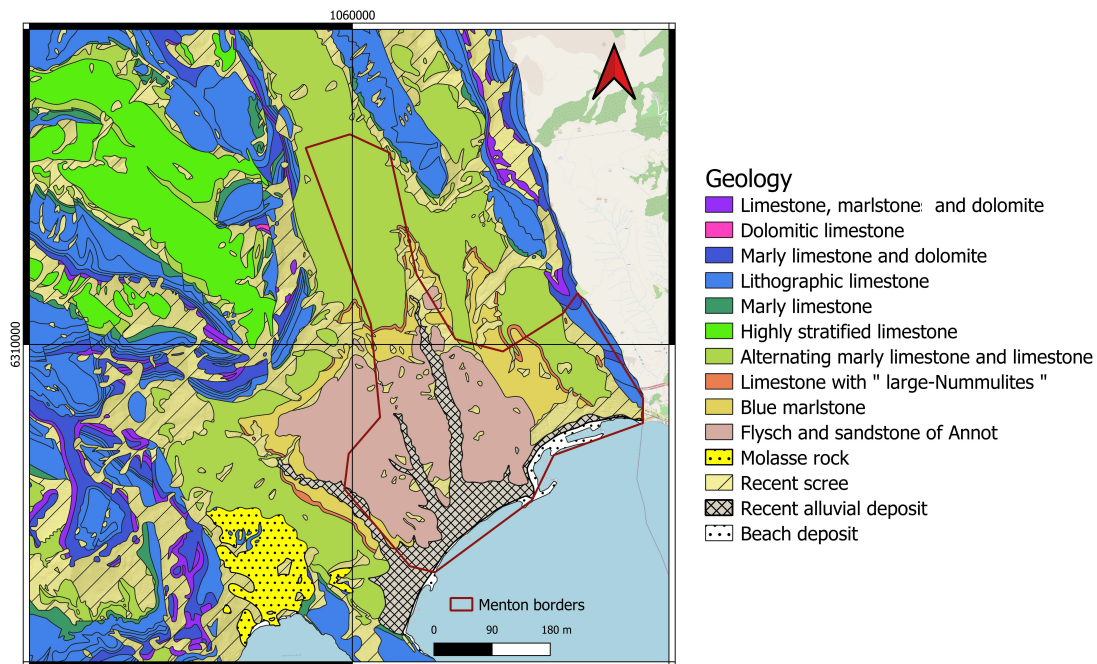 1060000
6310000
Geology
Limestone, marlstone and dolomite
Dolomitic limestone
Marly limestone and dolomite
Lithographic limestone
Marly limestone
Highly stratified limestone
Alternating marly limestone and limestone
Limestone with " large-Nummulites "
Blue marlstone
Flysch and sandstone of Annot
Molasse rock
Recent scree
Recent alluvial deposit
Beach deposit
Menton borders
0 90 180 m